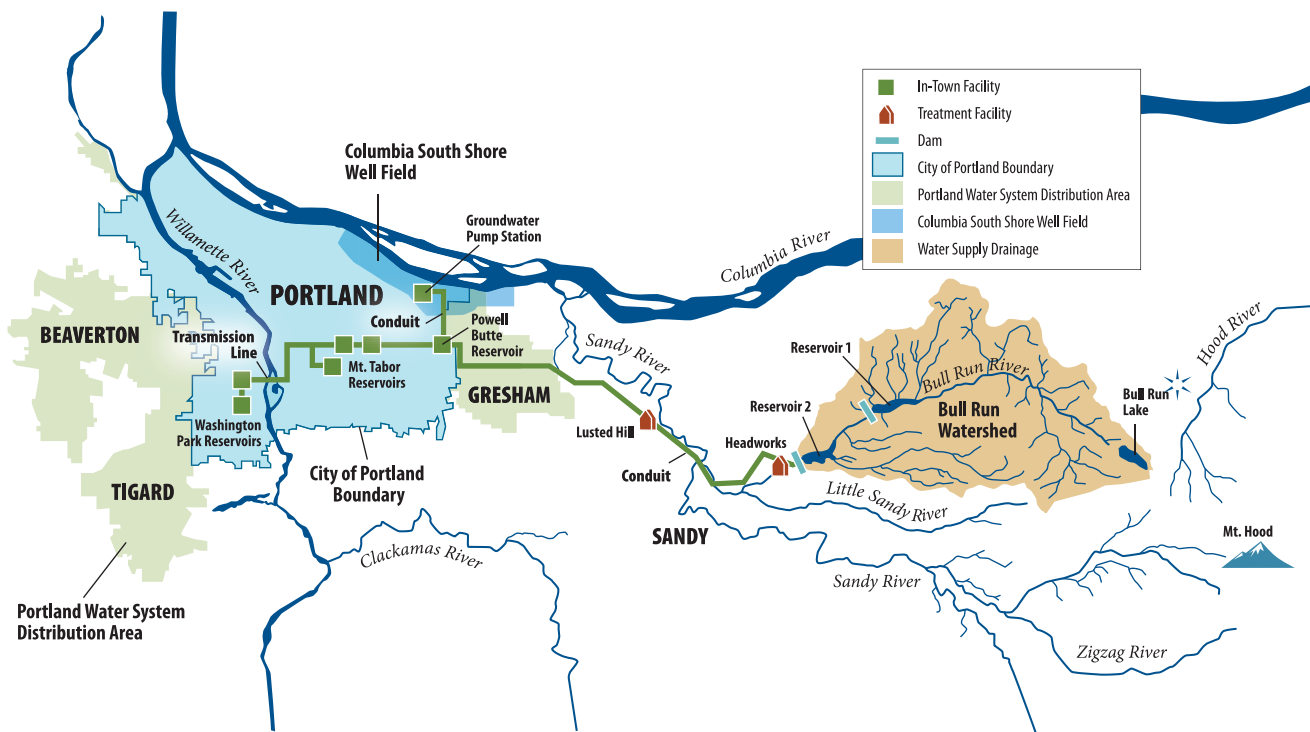 In-Town Facility
Treatment Facility
Dam
City of Portland Boundary
Portland Water System Distribution Area
Columbia South Shore Well Field
Water Supply Drainage
Columbia South Shore
Well Field
Groundwater
Pump Station
Willamette River
Columbia River
PORTLAND
Conduit
Powell
Butte
Reservoir
BEAVERTON
Transmission
Line
Mt. Tabor
Reservoirs
Sandy River
GRESHAM
Washington
Park Reservoirs
City of Portland
Boundary
TIGARD
Portland Water System
Distribution Area
Clackamas River
Lusted Hill
Conduit
Headworks
Reservoir 1
Reservoir 2
Bull Run River
Bull Run
Watershed
Bull Run
Lake
Hood River
Little Sandy River
SANDY
Sandy River
Mt. Hood
Zigzag River